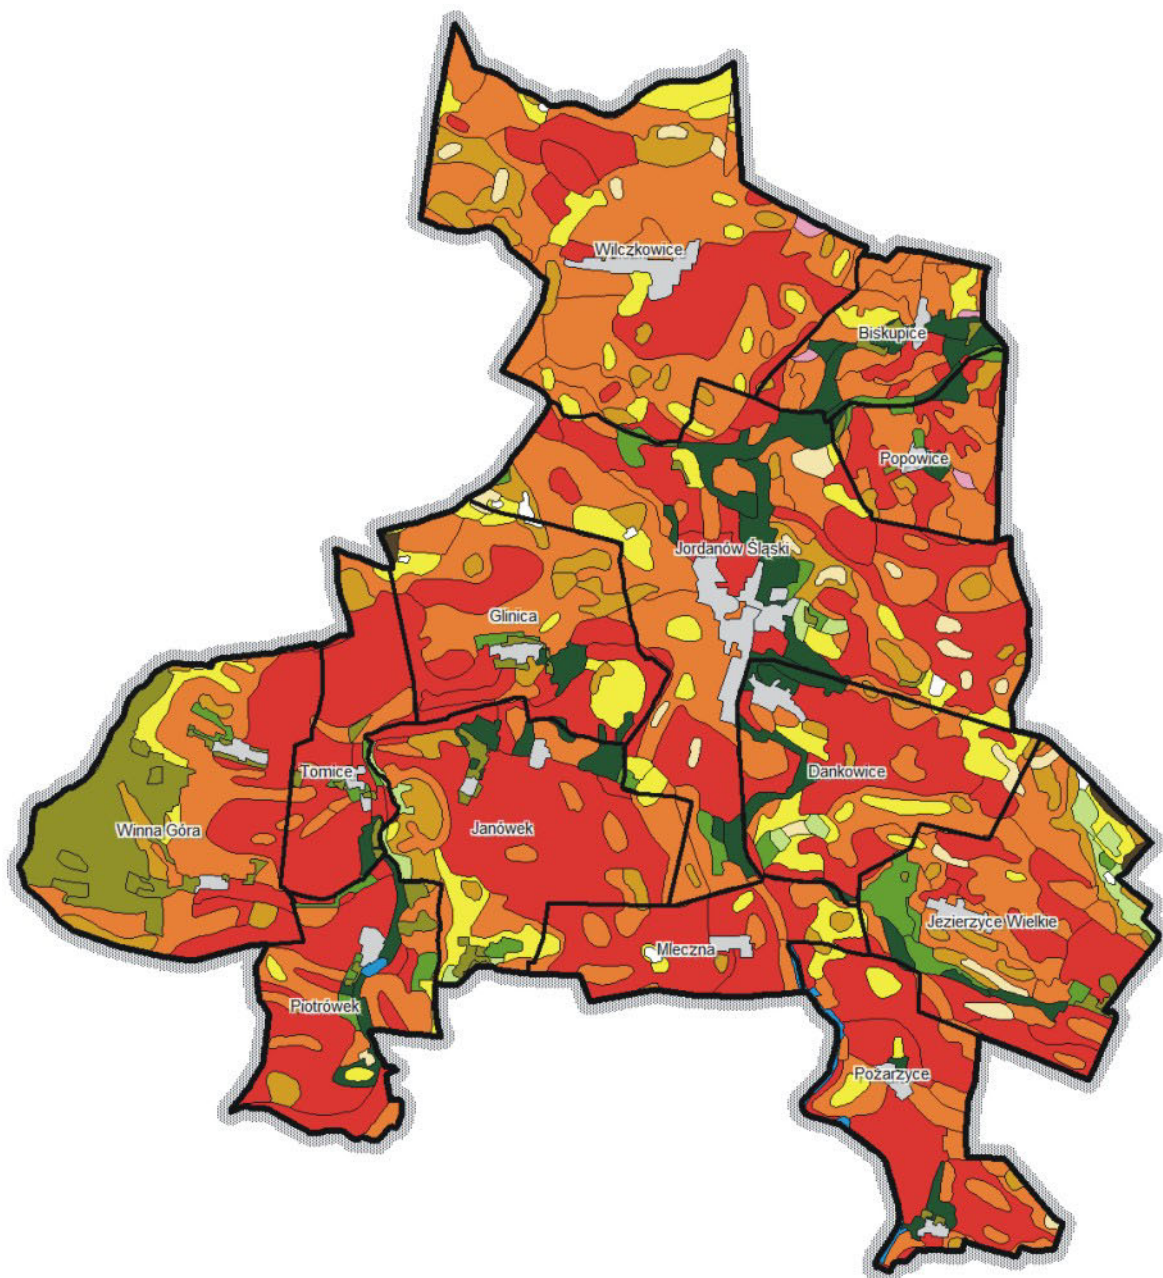 Wilczkowice
Biskupice
Popowice
Jordanów Śląski
Glinica
Tomice
Dankowice
Winna Góra
Janówek
Jezierzyce Wielkie
Mleczna
Piotrówek
Pożarzyce